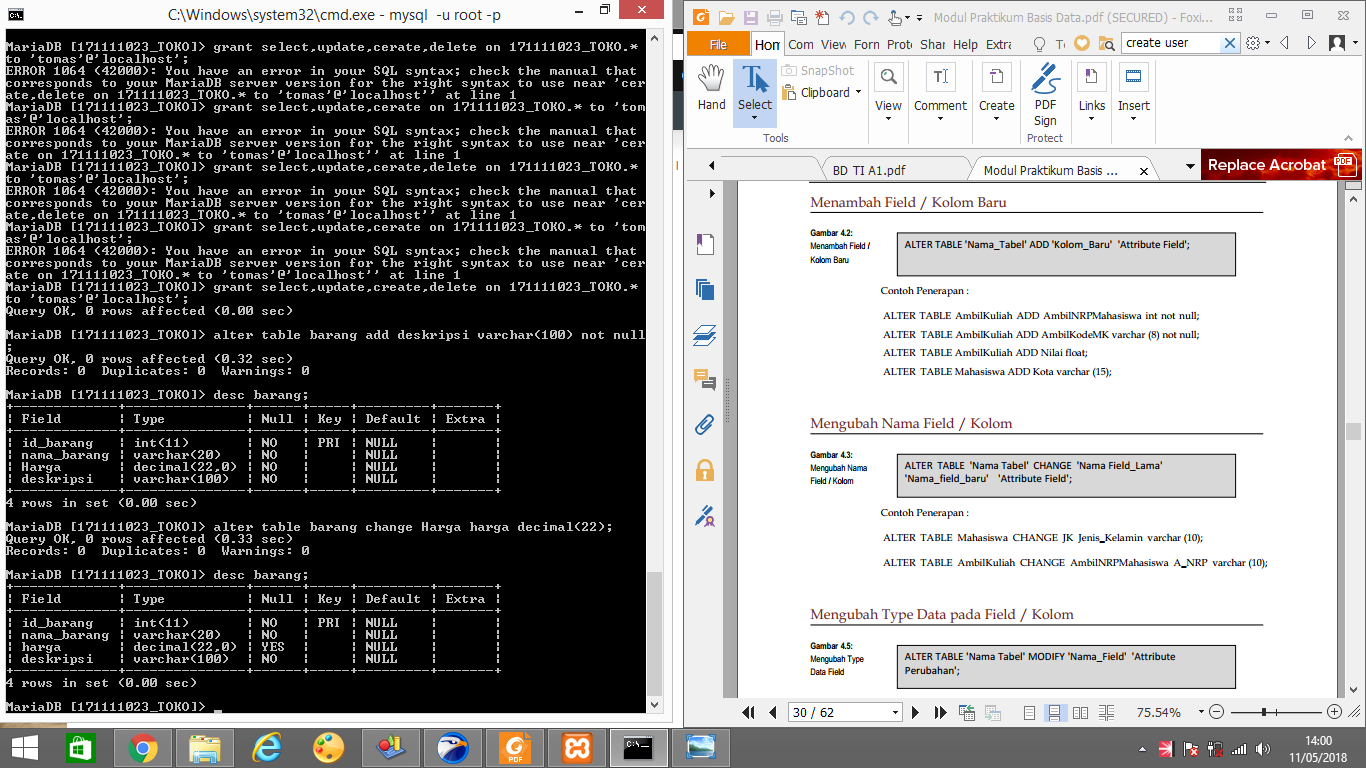 C:\Windows\system32\cmd.exe - mysql  -u root -p
MariaDB [171111023_TOKO]> grant select,update,cerate,delete on 171111023_TOKO.*
to 'tomas'@'localhost';
ERROR 1064 (42000): You have an error in your SQL syntax; check the manual that
corresponds to your MariaDB server version for the right syntax to use near 'cer
ate,delete on 171111023_TOKO.* to 'tomas'@'localhost'' at line 1
MariaDB [171111023_TOKO]> grant select,update,cerate on 171111023_TOKO.* to 'tom
as'@'localhost';
ERROR 1064 (42000): You have an error in your SQL syntax; check the manual that
corresponds to your MariaDB server version for the right syntax to use near 'cer
ate on 171111023_TOKO.* to 'tomas'@'localhost'' at line 1
MariaDB [171111023_TOKO]> grant select,update,cerate,delete on 171111023_TOKO.*
to 'tomas'@'localhost';
ERROR 1064 (42000): You have an error in your SQL syntax; check the manual that
corresponds to your MariaDB server version for the right syntax to use near 'cer
ate,delete on 171111023_TOKO.* to 'tomas'@'localhost'' at line 1
MariaDB [171111023_TOKO]> grant select,update,cerate on 171111023_TOKO.* to 'tom
as'@'localhost';
ERROR 1064 (42000): You have an error in your SQL syntax; check the manual that
corresponds to your MariaDB server version for the right syntax to use near 'cer
ate on 171111023_TOKO.* to 'tomas'@'localhost'' at line 1
MariaDB [171111023_TOKO]> grant select,update,create,delete on 171111023_TOKO.*
to 'tomas'@'localhost';
Query OK, 0 rows affected (0.00 sec)
MariaDB [171111023_TOKO]> alter table barang add deskripsi varchar(100) not null
;
Query OK, 0 rows affected (0.32 sec)
Records: 0  Duplicates: 0  Warnings: 0
MariaDB [171111023_TOKO]> desc barang;
+-------------+---------------+------+-----+---------+-------+
| Field       | Type          | Null | Key | Default | Extra |
+-------------+---------------+------+-----+---------+-------+
| id_barang   | int(11)       | NO   | PRI | NULL    |       |
| nama_barang | varchar(20)   | NO   |     | NULL    |       |
| Harga       | decimal(22,0) | NO   |     | NULL    |       |
| deskripsi   | varchar(100)  | NO   |     | NULL    |       |
+-------------+---------------+------+-----+---------+-------+
4 rows in set (0.00 sec)
MariaDB [171111023_TOKO]> alter table barang change Harga harga decimal(22);
Query OK, 0 rows affected (0.33 sec)
Records: 0  Duplicates: 0  Warnings: 0
MariaDB [171111023_TOKO]> desc barang;
+-------------+---------------+------+-----+---------+-------+
| Field       | Type          | Null | Key | Default | Extra |
+-------------+---------------+------+-----+---------+-------+
| id_barang   | int(11)       | NO   | PRI | NULL    |       |
| nama_barang | varchar(20)   | NO   |     | NULL    |       |
| harga       | decimal(22,0) | YES  |     | NULL    |       |
| deskripsi   | varchar(100)  | NO   |     | NULL    |       |
+-------------+---------------+------+-----+---------+-------+
4 rows in set (0.00 sec)
MariaDB [171111023_TOKO]> _
Modul Praktikum Basis Data.pdf (SECURED) - Foxi...
File Hom Com View Forn Prote Shar Help Extra T create user
Hand Select SnapShot Clipboard View Comment Create PDF Sign Links Insert
Tools Protect
BD TI A1.pdf Modul Praktikum Basis ... Replace Acrobat PDF
Menambah Field / Kolom Baru
Gambar 4.2:
Menambah Field /
Kolom Baru
ALTER TABLE 'Nama_Tabel' ADD 'Kolom_Baru' 'Attribute Field';
Contoh Penerapan :
ALTER TABLE AmbilKuliah ADD AmbilNRPMahasiswa int not null;
ALTER TABLE AmbilKuliah ADD AmbilKodeMK varchar (8) not null;
ALTER TABLE AmbilKuliah ADD Nilai float;
ALTER TABLE Mahasiswa ADD Kota varchar (15);
Mengubah Nama Field / Kolom
Gambar 4.3:
Mengubah Nama
Field / Kolom
ALTER TABLE 'Nama Tabel' CHANGE 'Nama Field_Lama'
'Nama_field_baru' 'Attribute Field';
Contoh Penerapan :
ALTER TABLE Mahasiswa CHANGE JK Jenis_Kelamin varchar (10);
ALTER TABLE AmbilKuliah CHANGE AmbilNRPMahasiswa A_NRP varchar (10);
Mengubah Type Data pada Field / Kolom
Gambar 4.5:
Mengubah Type
Data Field
ALTER TABLE 'Nama Tabel' MODIFY 'Nama_Field' 'Attribute
Perubahan';
30 / 62 75.54%
14:00
11/05/2018